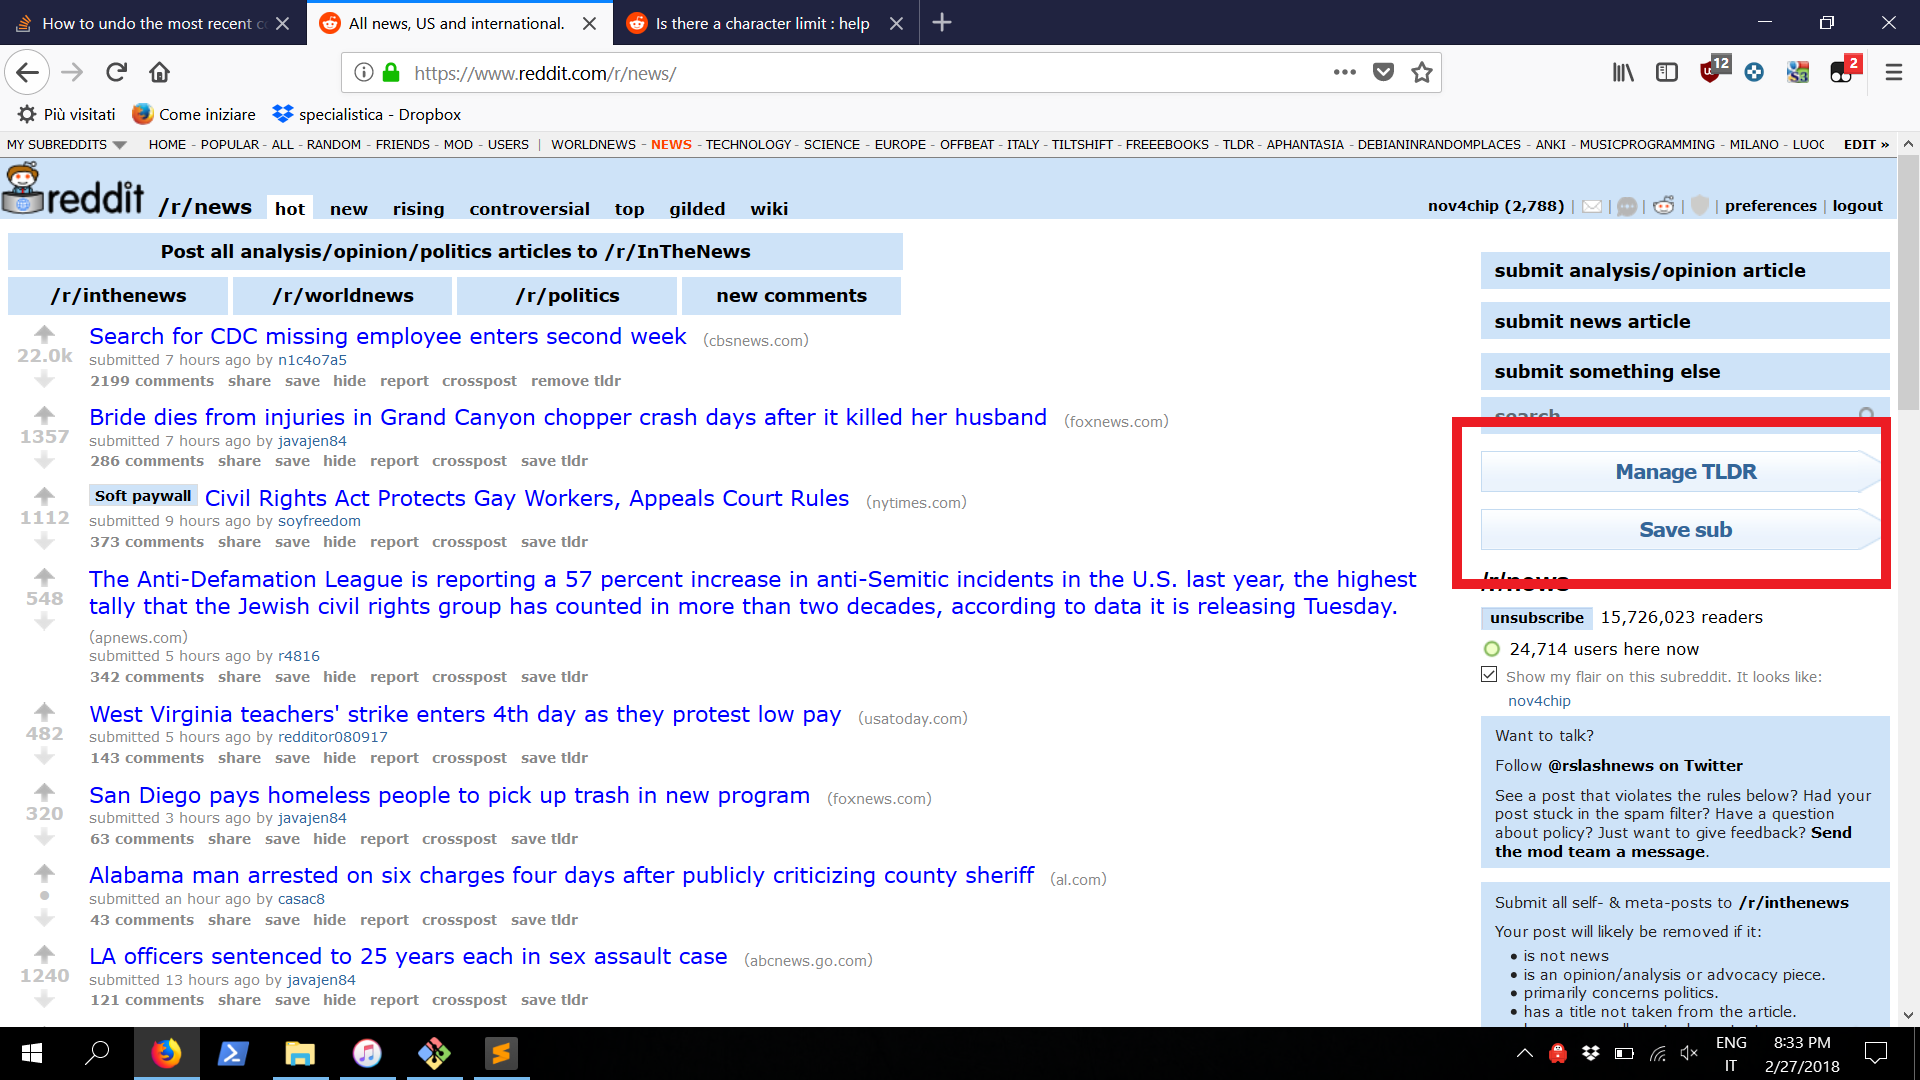 How to undo the most recent c
All news, US and international.
Is there a character limit : help
https://www.reddit.com/r/news/
12
2
Più visitati
Come iniziare
specialistica - Dropbox
MY SUBREDDITS HOME - POPULAR - ALL - RANDOM - FRIENDS - MOD - USERS | WORLDNEWS - NEWS - TECHNOLOGY - SCIENCE - EUROPE - OFFBEAT - ITALY - TILTSHIFT - FREEEBOOKS - TLDR - APHANTASIA - DEBIANINRANDOMPLACES - ANKI - MUSICPROGRAMMING - MILANO - LUOC EDIT »
reddit /r/news hot new rising controversial top gilded wiki
nov4chip (2,788) | | | | | preferences | logout
Post all analysis/opinion/politics articles to /r/InTheNews
/r/inthenews /r/worldnews /r/politics new comments
22.0k
Search for CDC missing employee enters second week (cbsnews.com)
submitted 7 hours ago by n1c4o7a5
2199 comments share save hide report crosspost remove tldr
1357
Bride dies from injuries in Grand Canyon chopper crash days after it killed her husband (foxnews.com)
submitted 7 hours ago by javajen84
286 comments share save hide report crosspost save tldr
1112
Soft paywall Civil Rights Act Protects Gay Workers, Appeals Court Rules (nytimes.com)
submitted 9 hours ago by soyfreedom
373 comments share save hide report crosspost save tldr
548
The Anti-Defamation League is reporting a 57 percent increase in anti-Semitic incidents in the U.S. last year, the highest
tally that the Jewish civil rights group has counted in more than two decades, according to data it is releasing Tuesday.
(apnews.com)
submitted 5 hours ago by r4816
342 comments share save hide report crosspost save tldr
482
West Virginia teachers' strike enters 4th day as they protest low pay (usatoday.com)
submitted 5 hours ago by redditor080917
143 comments share save hide report crosspost save tldr
320
San Diego pays homeless people to pick up trash in new program (foxnews.com)
submitted 3 hours ago by javajen84
63 comments share save hide report crosspost save tldr
•
Alabama man arrested on six charges four days after publicly criticizing county sheriff (al.com)
submitted an hour ago by casac8
43 comments share save hide report crosspost save tldr
1240
LA officers sentenced to 25 years each in sex assault case (abcnews.go.com)
submitted 13 hours ago by javajen84
121 comments share save hide report crosspost save tldr
submit analysis/opinion article
submit news article
submit something else
search
Manage TLDR
Save sub
/r/news
unsubscribe 15,726,023 readers
24,714 users here now
Show my flair on this subreddit. It looks like:
nov4chip
Want to talk?
Follow @rslashnews on Twitter
See a post that violates the rules below? Had your
post stuck in the spam filter? Have a question
about policy? Just want to give feedback? Send
the mod team a message.
Submit all self- & meta-posts to /r/inthenews
Your post will likely be removed if it:
• is not news
• is an opinion/analysis or advocacy piece.
• primarily concerns politics.
• has a title not taken from the article.
ENG
IT
8:33 PM
2/27/2018